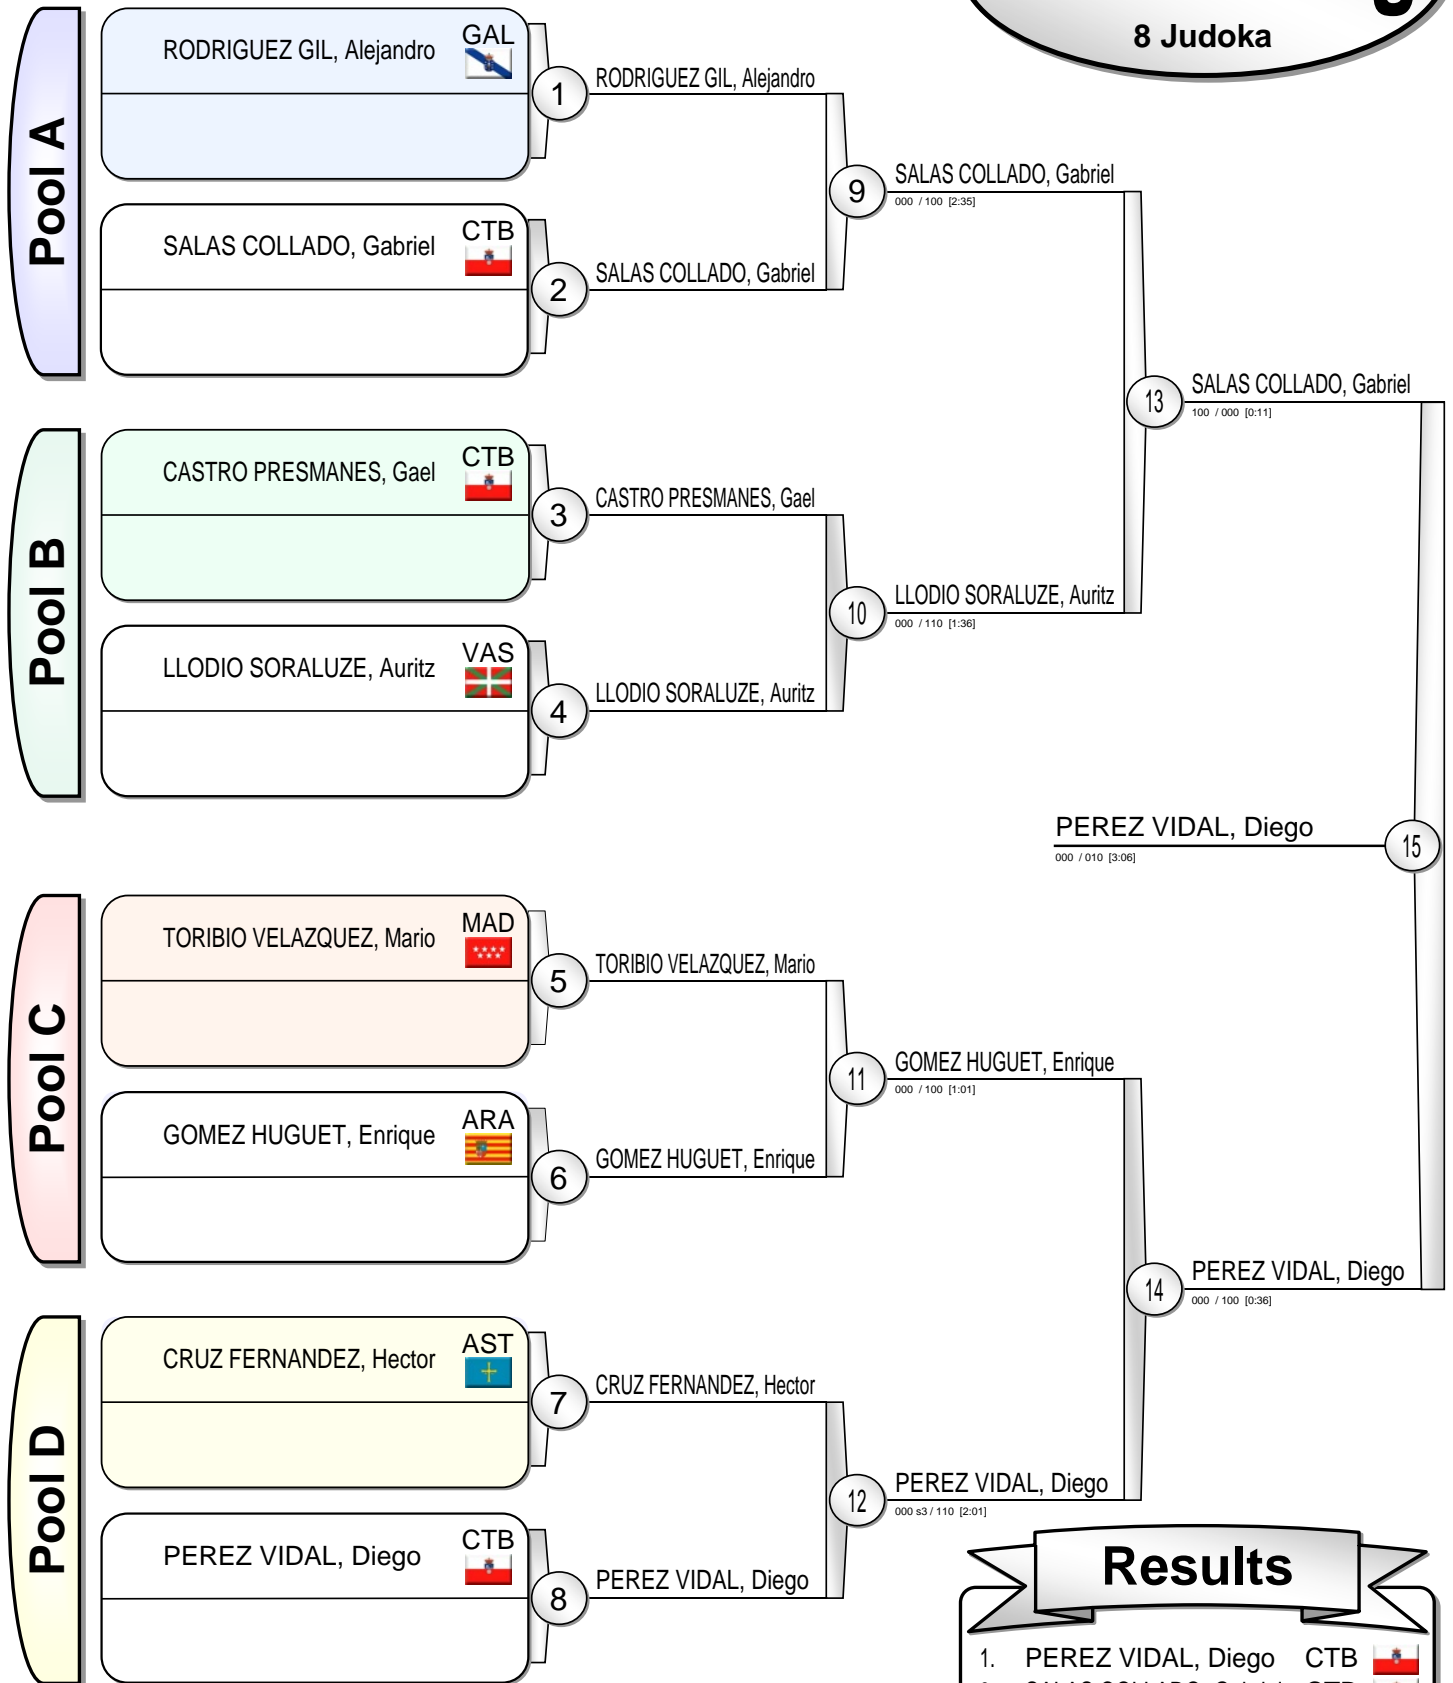 8 Judoka
Pool A
RODRIGUEZ GIL, Alejandro GAL
1
RODRIGUEZ GIL, Alejandro
SALAS COLLADO, Gabriel CTB
2
SALAS COLLADO, Gabriel
9
SALAS COLLADO, Gabriel
000 / 100 [2:35]
Pool B
CASTRO PRESMANES, Gael CTB
3
CASTRO PRESMANES, Gael
LLODIO SORALUZE, Auritz VAS
4
LLODIO SORALUZE, Auritz
10
LLODIO SORALUZE, Auritz
000 / 110 [1:36]
13
SALAS COLLADO, Gabriel
100 / 000 [0:11]
PEREZ VIDAL, Diego
000 / 010 [3:06]
15
Pool C
TORIBIO VELAZQUEZ, Mario MAD
5
TORIBIO VELAZQUEZ, Mario
GOMEZ HUGUET, Enrique ARA
6
GOMEZ HUGUET, Enrique
11
GOMEZ HUGUET, Enrique
000 / 100 [1:01]
Pool D
CRUZ FERNANDEZ, Hector AST
7
CRUZ FERNANDEZ, Hector
PEREZ VIDAL, Diego CTB
8
PEREZ VIDAL, Diego
12
PEREZ VIDAL, Diego
000 s3 / 110 [2:01]
14
PEREZ VIDAL, Diego
000 / 100 [0:36]
Results
1. PEREZ VIDAL, Diego CTB